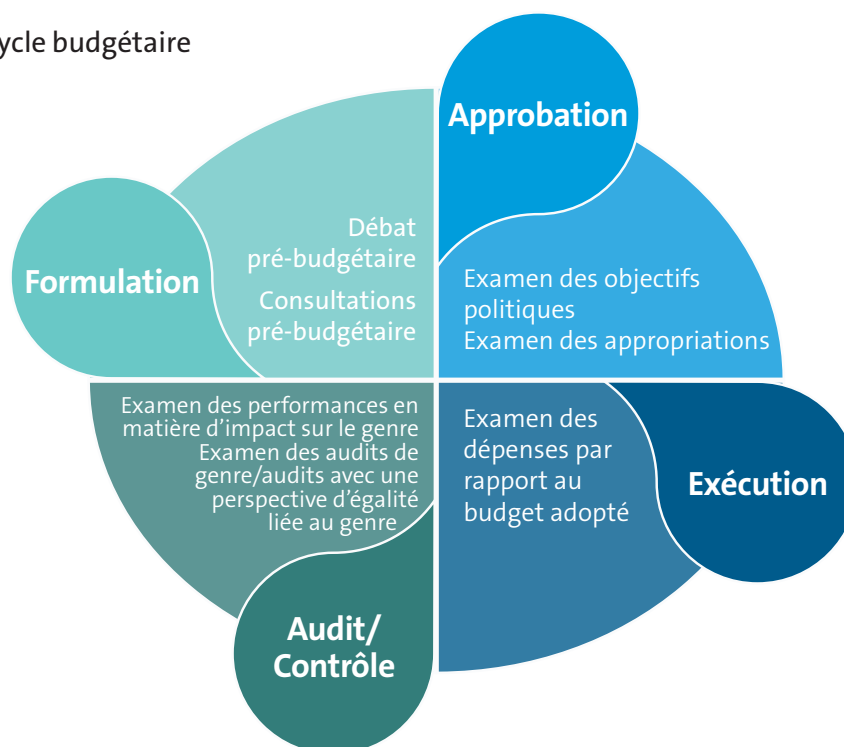 ycle budgétaire
Approbation
Débat
pré-budgétaire
Consultations
pré-budgétaire
Formulation
Examen des objectifs
politiques
Examen des appropriations
Examen des performances en
matière d'impact sur le genre
Examen des audits de
genre/audits avec une
perspective d'égalité
liée au genre
Examen des
dépenses par
rapport au
budget adopté
Exécution
Audit/
Contrôle